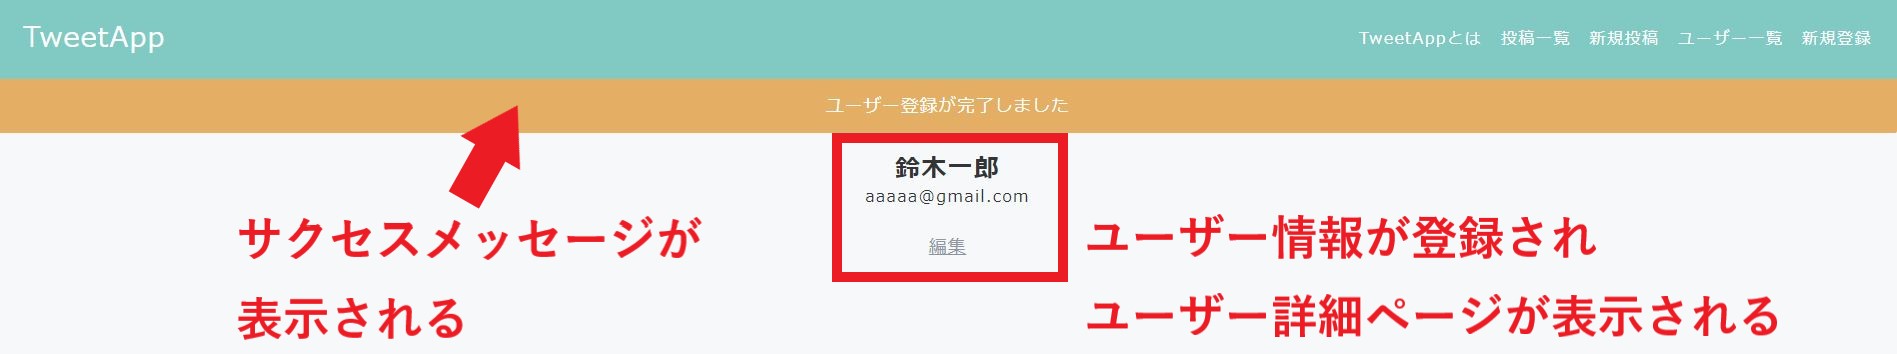 TweetApp
TweetAppとは 投稿一覧 新規投稿 ユーザー一覧 新規登録
ユーザー登録が完了しました
鈴木一郎
aaaaa@gmail.com
編集
サクセスメッセージが
表示される
ユーザー情報が登録され
ユーザー詳細ページが表示される